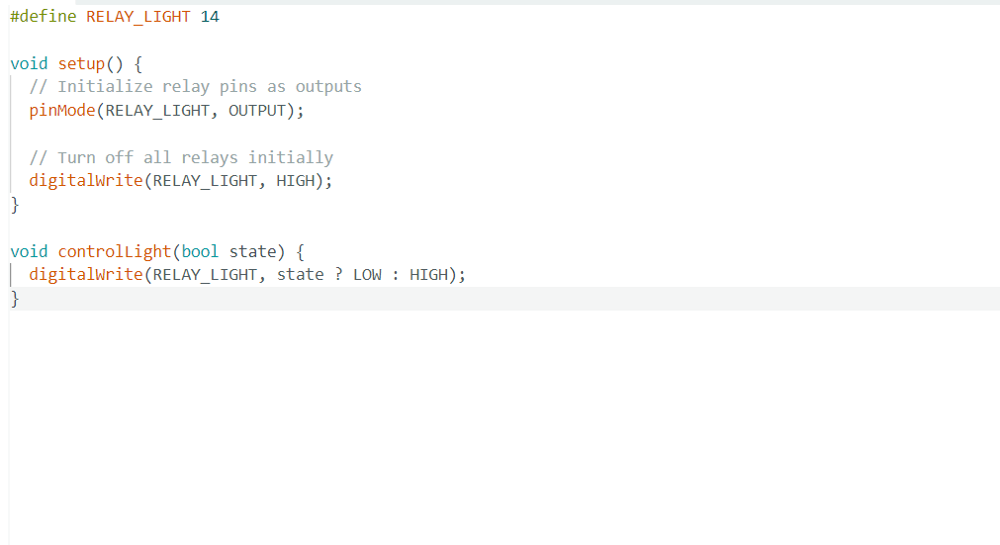 #define RELAY_LIGHT 14
void setup() {
// Initialize relay pins as outputs
pinMode(RELAY_LIGHT, OUTPUT);
// Turn off all relays initially
digitalWrite(RELAY_LIGHT, HIGH);
}
void controlLight(bool state) {
digitalWrite(RELAY_LIGHT, state ? LOW : HIGH);
}